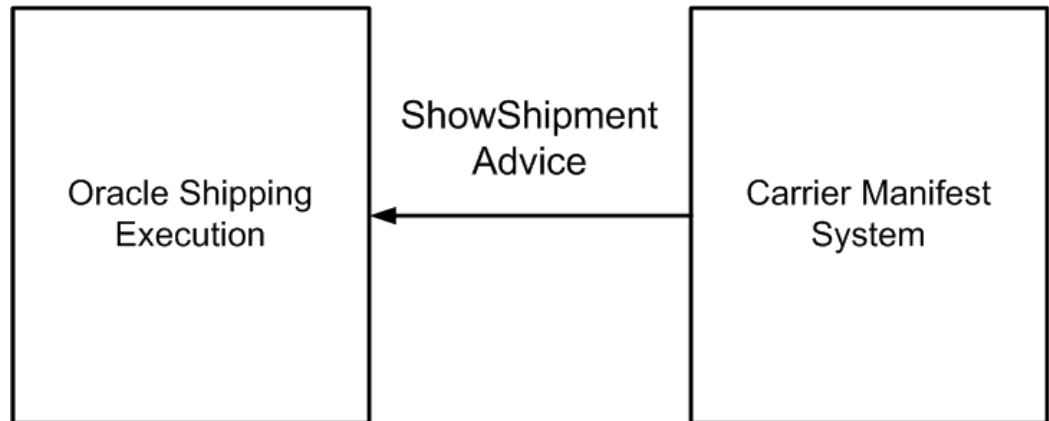 Oracle Shipping
Execution
ShowShipment
Advice
Carrier Manifest
System